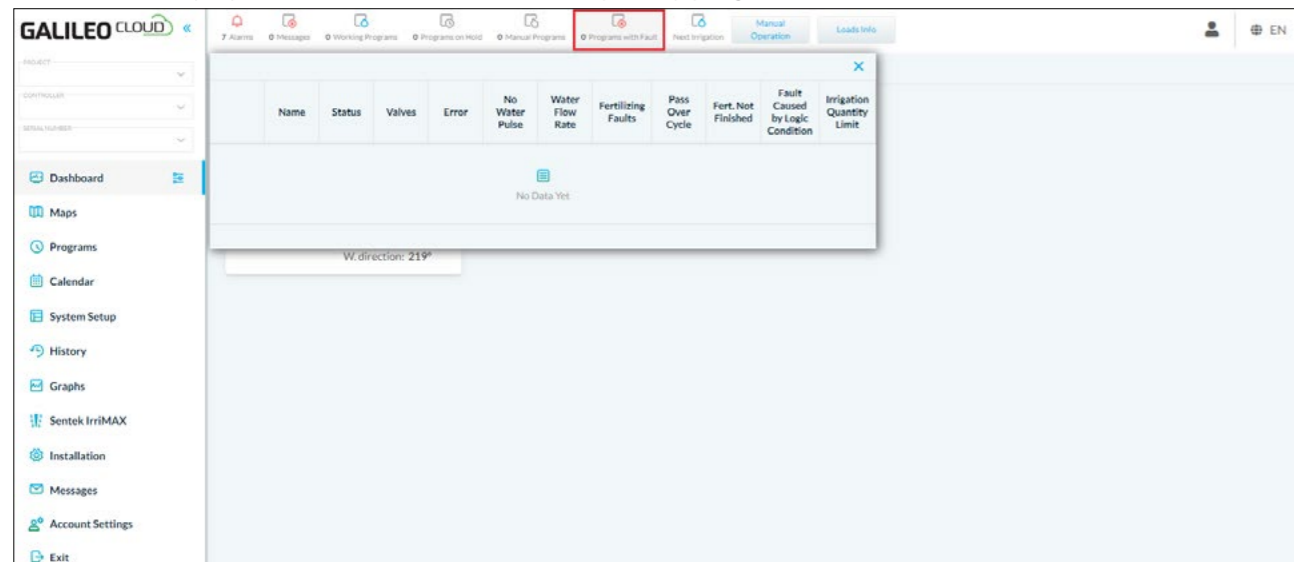 GALILEO CLOUD «
7 Alarms
0 Messages
0 Working Programs
0 Programs on Hold
0 Manual Programs
0 Programs with Fault
Next Irrigation
Manual
Operation
Loads Info
EN
PROJECT
CONTROLLER
SERIAL NUMBER
Dashboard
Maps
Programs
Calendar
System Setup
History
Graphs
Sentek IrriMAX
Installation
Messages
Account Settings
Exit
Name
Status
Valves
Error
No
Water
Pulse
Water
Flow
Rate
Fertilizing
Faults
Pass
Over
Cycle
Fert. Not
Finished
Fault
Caused
by Logic
Condition
Irrigation
Quantity
Limit
No Data Yet
W. direction: 219°